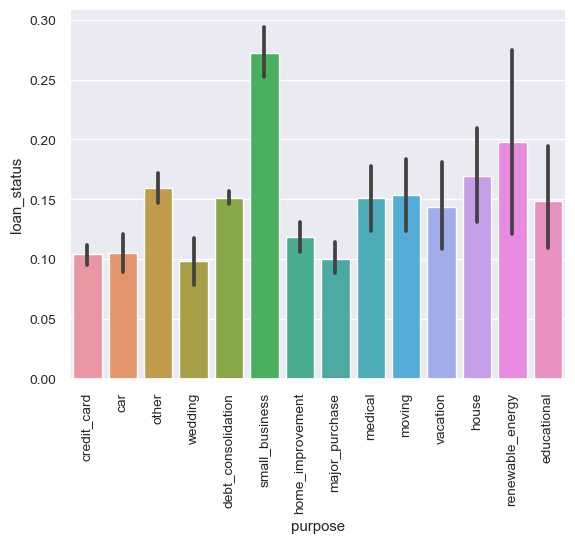 0.30
0.25
0.20
0.15
0.10
0.05
0.00
loan_status
credit_card
car
other
wedding
debt_consolidation
small_business
home_improvement
major_purchase
medical
moving
vacation
house
renewable_energy
educational
purpose